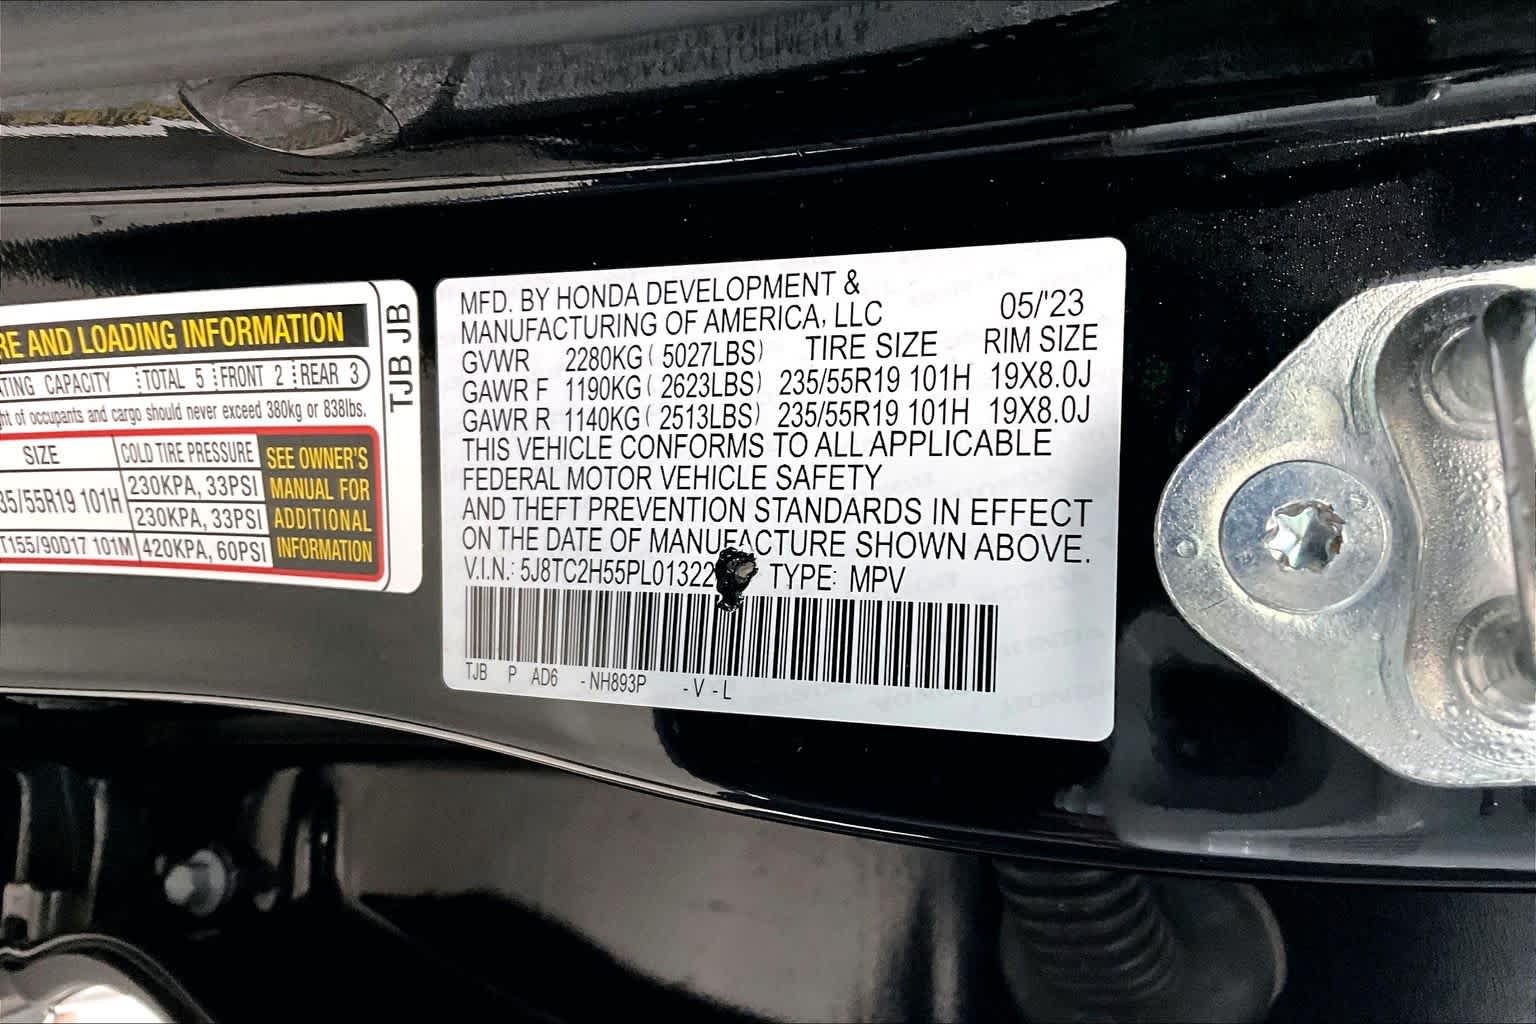 RE AND LOADING INFORMATION
ATING CAPACITY TOTAL 5 FRONT 2 REAR 3
ht of occupants and cargo should never exceed 380kg or 838lbs.
SIZE COLD TIRE PRESSURE
35/55R19 101H 230KPA, 33PSI
230KPA, 33PSI
T155/90D17 101M 420KPA, 60PSI
SEE OWNER'S
MANUAL FOR
ADDITIONAL
INFORMATION
TJB JB
MFD. BY HONDA DEVELOPMENT &
MANUFACTURING OF AMERICA, LLC 05/'23
GVWR 2280KG ( 5027LBS) TIRE SIZE RIM SIZE
GAWR F 1190KG ( 2623LBS) 235/55R19 101H 19X8.0J
GAWR R 1140KG ( 2513LBS) 235/55R19 101H 19X8.0J
THIS VEHICLE CONFORMS TO ALL APPLICABLE
FEDERAL MOTOR VEHICLE SAFETY
AND THEFT PREVENTION STANDARDS IN EFFECT
ON THE DATE OF MANUFACTURE SHOWN ABOVE.
V.I.N.: 5J8TC2H55PL01322 TYPE: MPV
TJB P AD6 -NH893P -V-L